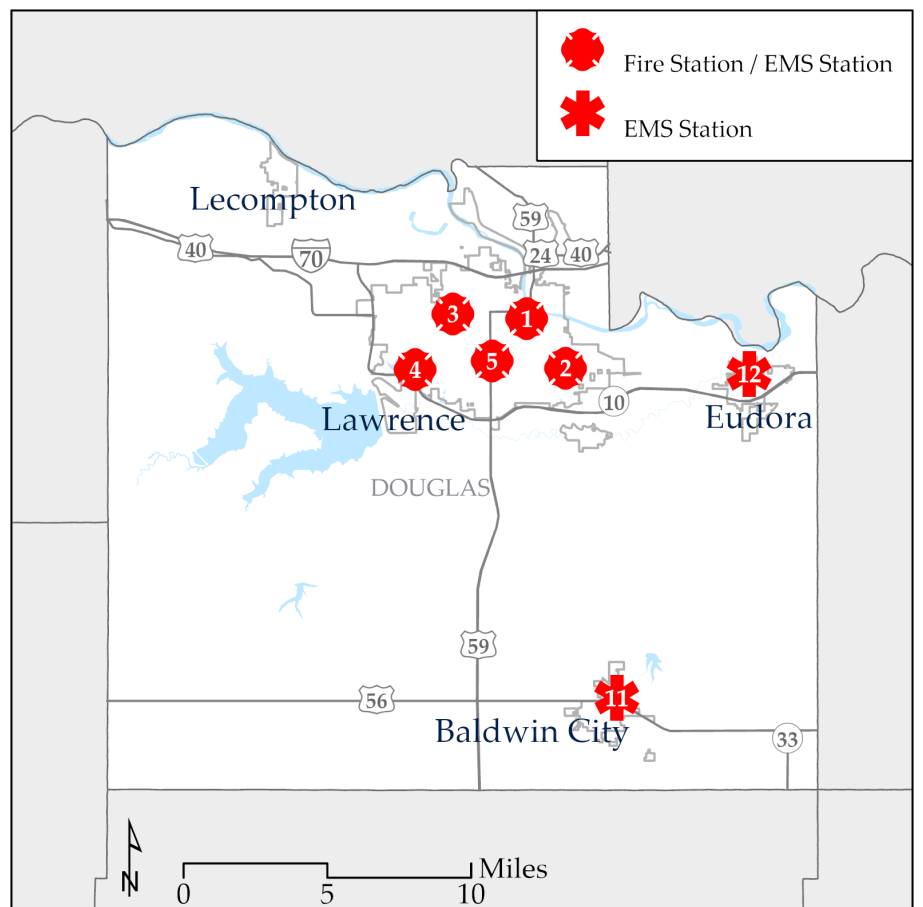 Fire Station / EMS Station
EMS Station
Lecompton
59
40
70
24
40
3
1
4
5
2
12
10
Lawrence
Eudora
DOUGLAS
59
56
11
Baldwin City
33
N
Miles
0 5 10